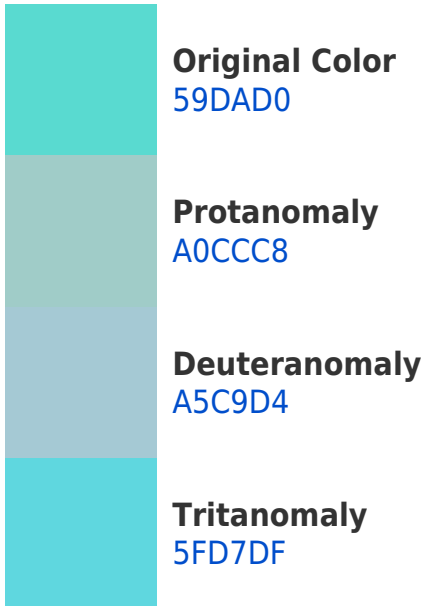 Original Color
59DAD0
Protanomaly
A0CCC8
Deuteranomaly
A5C9D4
Tritanomaly
5FD7DF